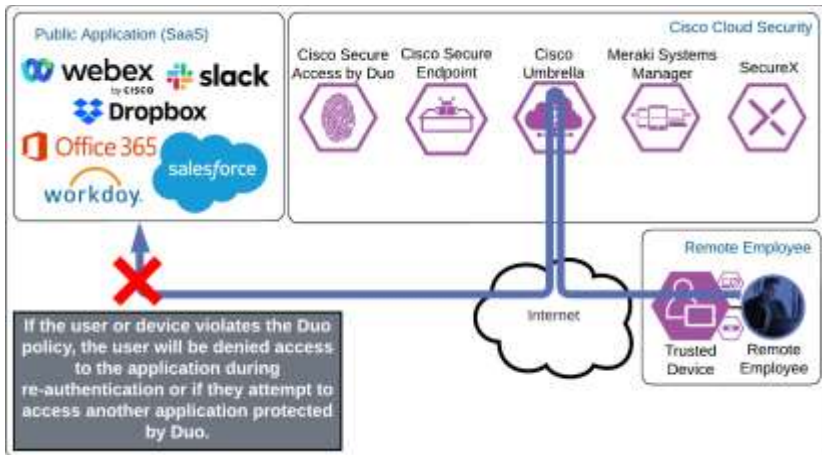 Public Application (SaaS)
webex
by CISCO
slack
Dropbox
Office 365
salesforce
workday.
Cisco Cloud Security
Cisco Secure
Access by Duo
Cisco Secure
Endpoint
Cisco
Umbrella
Meraki Systems
Manager
SecureX
Internet
Remote Employee
Trusted
Device
Remote
Employee
If the user or device violates the Duo
policy, the user will be denied access
to the application during
re-authentication or if they attempt to
access another application protected
by Duo.